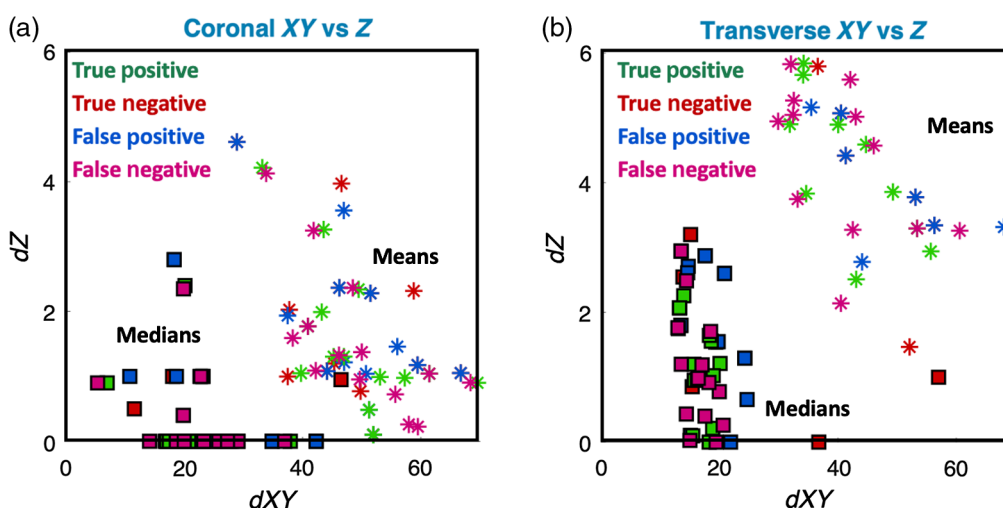 (a)
Coronal XY vs Z
True positive
True negative
False positive
False negative
Means
Medians
dZ
6
4
2
0
0
20
40
60
dXY
(b)
Transverse XY vs Z
True positive
True negative
False positive
False negative
Means
Medians
dZ
6
4
2
0
0
20
40
60
dXY